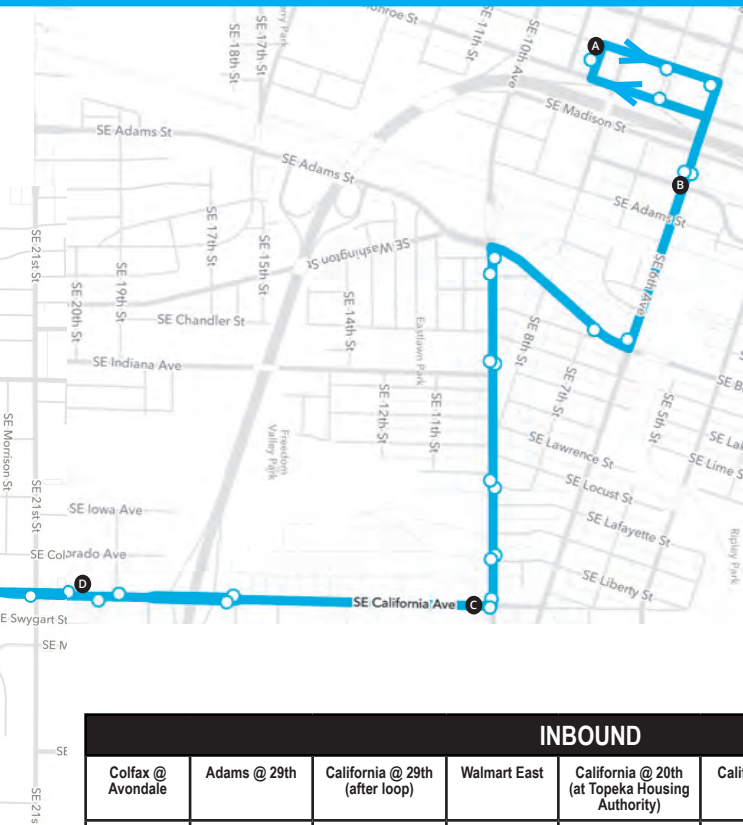 SE 11th St
SE 10th Ave
SE 17th St
SE 18th St
A
SE Madison St
SE Adams St
SE Adams St
B
SE Adams St
SE 17th St
SE 15th St
SE Washington St
SE 21st St
SE 19th St
SE 20th St
SE 6th Ave
SE 14th St
SE Chandler St
Eastlawn Park
SE 8th St
SE Indiana Ave
SE 7th St
SE 12th St
SE 11th St
SE 5th St
SE Morrison St
Freedom
Valley Park
SE Lawrence St
SE Lime S
SE Locust St
SE 21st St
SE Iowa Ave
SE Lafayette St
Ripley Park
SE Colorado Ave
D
SE Liberty St
SE California Ave
C
E Swygart St
SE
SE 21s
INBOUND
Colfax @
Avondale
Adams @ 29th
California @ 29th
(after loop)
Walmart East
California @ 20th
(at Topeka Housing
Authority)
Calif